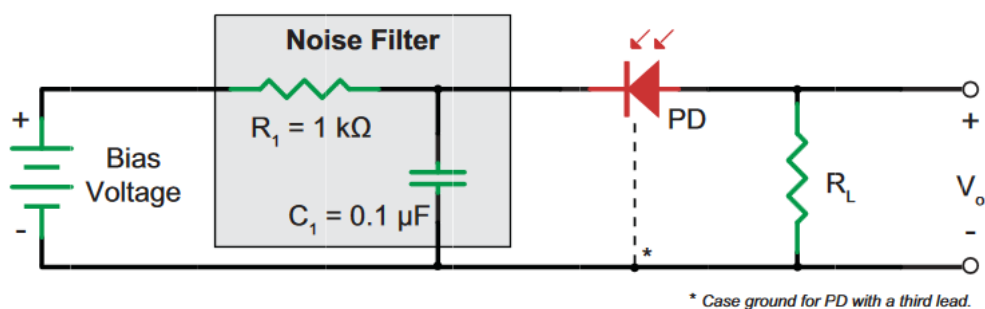 Noise Filter
+
R1 = 1 kΩ
PD
+
Bias
Voltage
RL
Vo
C1 = 0.1 µF
-
-
*
* Case ground for PD with a third lead.